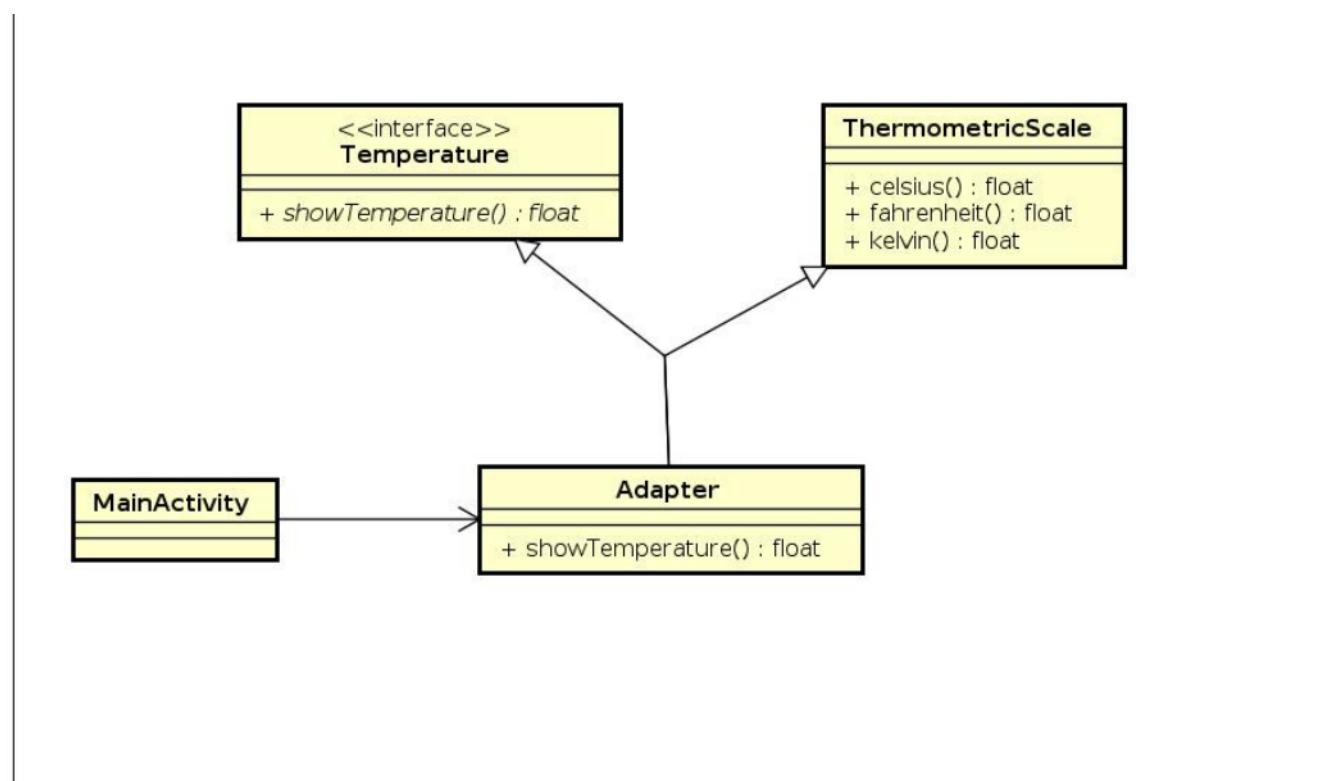 <<interface>>
Temperature
+ showTemperature() : float
ThermometricScale
+ celsius() : float
+ fahrenheit() : float
+ kelvin() : float
MainActivity
Adapter
+ showTemperature() : float